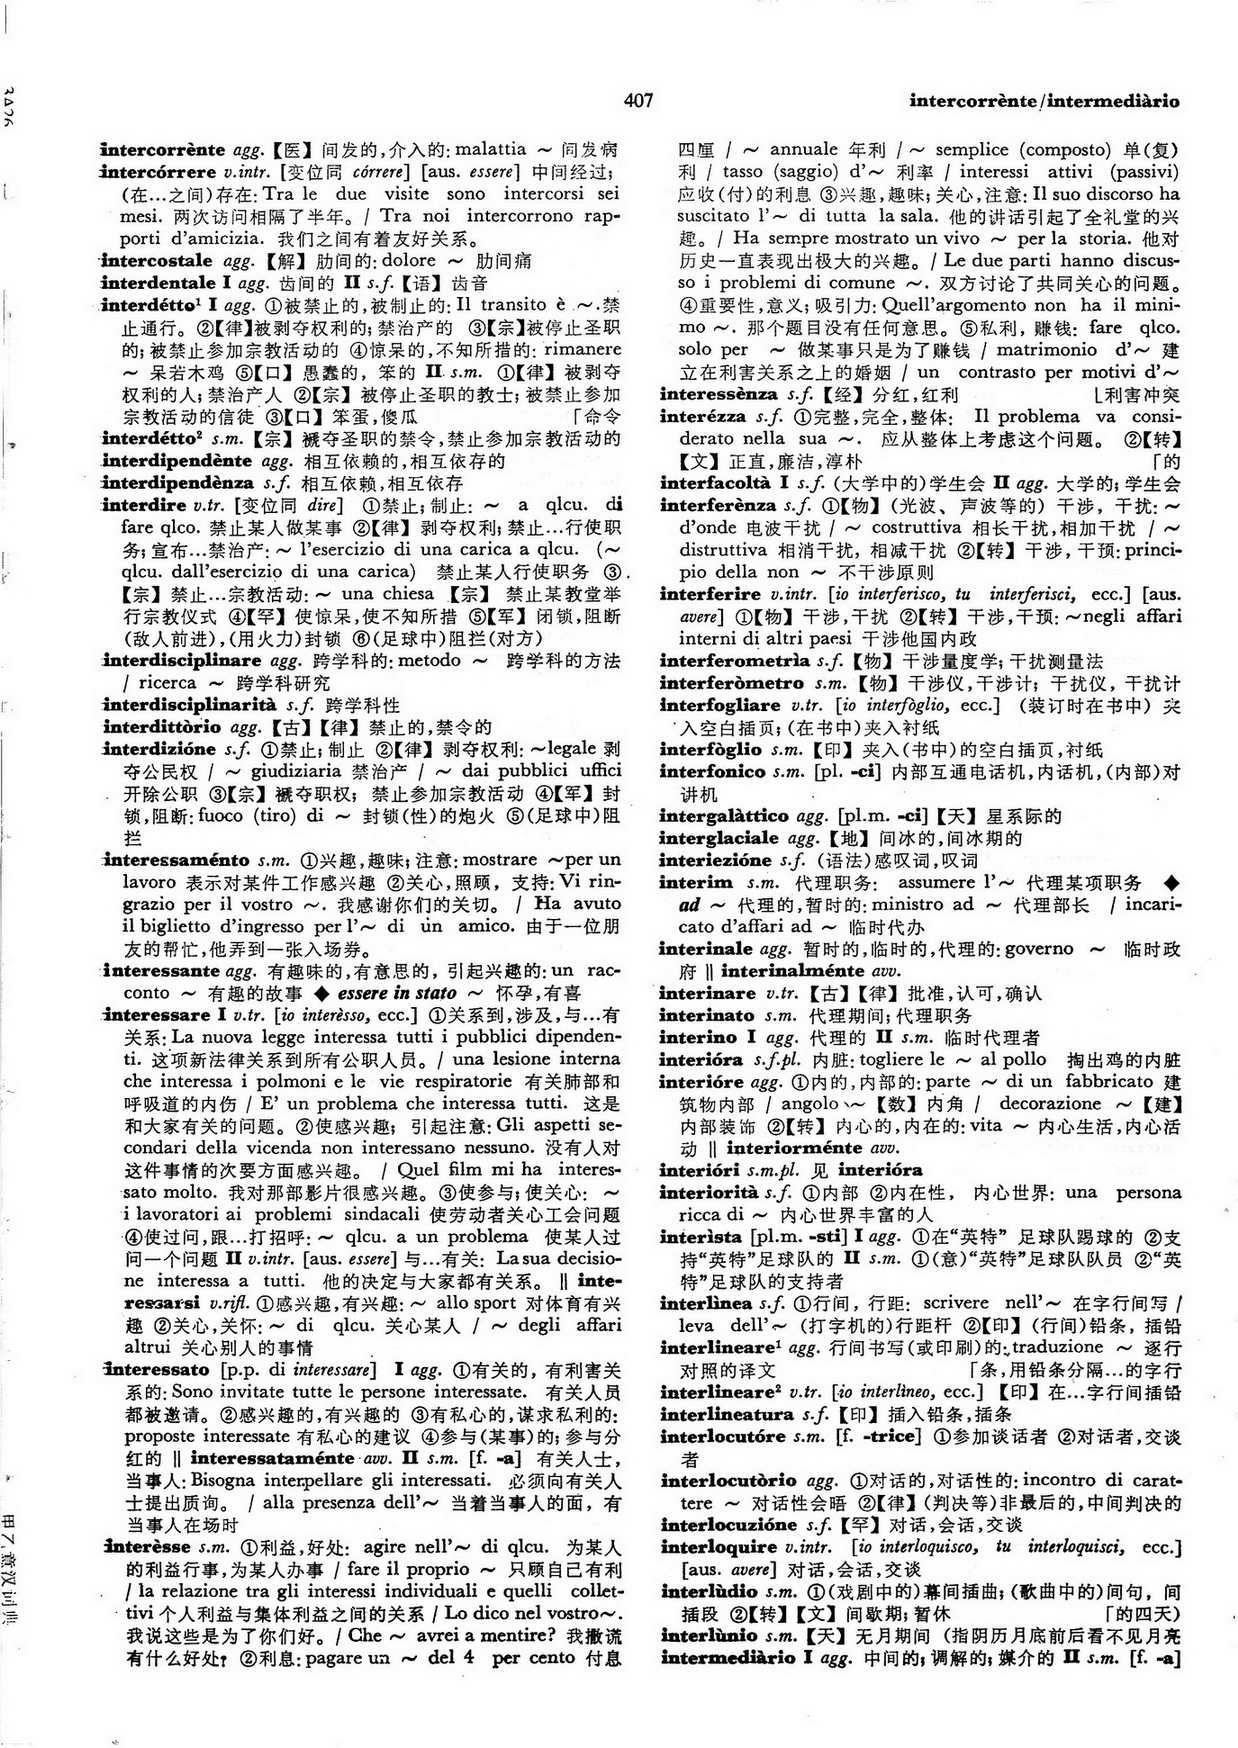 407
intercorrènte/intermediàrio
intercorrènte agg.【医】间发的,介入的: malattia ～ 间发病
intercórrere v.intr. [变位同 córrere] [aus. essere] 中间经过;
(在…之间)存在: Tra le due visite sono intercorsi sei
mesi. 两次访问相隔了半年。/ Tra noi intercorrono rap-
porti d'amicizia. 我们之间有着友好关系。
intercostale agg.【解】肋间的: dolore ～ 肋间痛
interdentale I agg. 齿间的 II s.f.【语】齿音
interdétto¹ I agg. ①被禁止的,被制止的: Il transito è ～. 禁
止通行。②【律】被剥夺权利的; 禁治产的 ③【宗】被停止圣职
的; 被禁止参加宗教活动的 ④惊呆的,不知所措的: rimanere
～ 呆若木鸡 ⑤【口】愚蠢的, 笨的 II s.m. ①【律】被剥夺
权利的人; 禁治产人 ②【宗】被停止圣职的教士; 被禁止参加
宗教活动的信徒 ③【口】笨蛋,傻瓜 「命令
interdétto² s.m.【宗】褫夺圣职的禁令,禁止参加宗教活动的
interdipendènte agg. 相互依赖的,相互依存的
interdipendènza s.f. 相互依赖,相互依存
interdire v.tr. [变位同 dire] ①禁止; 制止: ～ a qlcu. di
fare qlco. 禁止某人做某事 ②【律】剥夺权利; 禁止…行使职
务; 宣布…禁治产: ～ l'esercizio di una carica a qlcu. (～
qlcu. dall'esercizio di una carica) 禁止某人行使职务 ③
【宗】禁止…宗教活动: ～ una chiesa【宗】禁止某教堂举
行宗教仪式 ④【罕】使惊呆,使不知所措 ⑤【军】闭锁,阻断
(敌人前进),(用火力)封锁 ⑥(足球中)阻拦(对方)
interdisciplinare agg. 跨学科的: metodo ～ 跨学科的方法
/ ricerca ～ 跨学科研究
interdisciplinarità s.f. 跨学科性
interdittòrio agg.【古】【律】禁止的,禁令的
interdizióne s.f. ①禁止; 制止 ②【律】剥夺权利: ～legale 剥
夺公民权 / ～ giudiziaria 禁治产 / ～ dai pubblici uffici
开除公职 ③【宗】褫夺职权; 禁止参加宗教活动 ④【军】封
锁,阻断: fuoco (tiro) di ～ 封锁(性)的炮火 ⑤(足球中)阻
拦
interessaménto s.m. ①兴趣,趣味; 注意: mostrare ～per un
lavoro 表示对某件工作感兴趣 ②关心,照顾, 支持: Vi rin-
grazio per il vostro ～. 我感谢你们的关切。/ Ha avuto
il biglietto d'ingresso per l'～ di un amico. 由于一位朋
友的帮忙,他弄到一张入场券。
interessante agg. 有趣味的,有意思的, 引起兴趣的: un rac-
conto ～ 有趣的故事 ◆ essere in stato ～ 怀孕,有喜
interessare I v.tr. [io interèsso, ecc.] ①关系到,涉及,与…有
关系: La nuova legge interessa tutti i pubblici dipenden-
ti. 这项新法律关系到所有公职人员。/ una lesione interna
che interessa i polmoni e le vie respiratorie 有关肺部和
呼吸道的内伤 / E' un problema che interessa tutti. 这是
和大家有关的问题。②使感兴趣; 引起注意: Gli aspetti se-
condari della vicenda non interessano nessuno. 没有人对
这件事情的次要方面感兴趣。/ Quel film mi ha interes-
sato molto. 我对那部影片很感兴趣。③使参与; 使关心: ～
i lavoratori ai problemi sindacali 使劳动者关心工会问题
④使过问,跟…打招呼: ～ qlcu. a un problema 使某人过
问一个问题 II v.intr. [aus. essere] 与…有关: La sua decisio-
ne interessa a tutti. 他的决定与大家都有关系。‖ inte-
ressarsi v.rifl. ①感兴趣,有兴趣: ～ allo sport 对体育有兴
趣 ②关心,关怀: ～ di qlcu. 关心某人 / ～ degli affari
altrui 关心别人的事情
interessato [p.p. di interessare] I agg. ①有关的, 有利害关
系的: Sono invitate tutte le persone interessate. 有关人员
都被邀请。②感兴趣的,有兴趣的 ③有私心的,谋求私利的:
proposte interessate 有私心的建议 ④参与(某事)的; 参与分
红的 ‖ interessataménte avv. II s.m. [f. -a] 有关人士,
当事人: Bisogna interpellare gli interessati. 必须向有关人
士提出质询。/ alla presenza dell'～ 当着当事人的面, 有
当事人在场时
interèsse s.m. ①利益,好处: agire nell'～ di qlcu. 为某人
的利益行事,为某人办事 / fare il proprio ～ 只顾自己有利
/ la relazione tra gli interessi individuali e quelli collet-
tivi 个人利益与集体利益之间的关系 / Lo dico nel vostro～.
我说这些是为了你们好。/ Che ～ avrei a mentire? 我撒谎
有什么好处? ②利息: pagare un ～ del 4 per cento 付息
四厘 / ～ annuale 年利 / ～ semplice (composto) 单(复)
利 / tasso (saggio) d'～ 利率 / interessi attivi (passivi)
应收(付)的利息 ③兴趣,趣味; 关心,注意: Il suo discorso ha
suscitato l'～ di tutta la sala. 他的讲话引起了全礼堂的兴
趣。/ Ha sempre mostrato un vivo ～ per la storia. 他对
历史一直表现出极大的兴趣。/ Le due parti hanno discus-
so i problemi di comune ～. 双方讨论了共同关心的问题。
④重要性,意义; 吸引力: Quell'argomento non ha il mini-
mo ～. 那个题目没有任何意思。⑤私利, 赚钱: fare qlco.
solo per ～ 做某事只是为了赚钱 / matrimonio d'～ 建
立在利害关系之上的婚姻 / un contrasto per motivi d'～
interessènza s.f.【经】分红,红利 ⌊利害冲突
interézza s.f. ①完整,完全,整体: Il problema va consi-
derato nella sua ～. 应从整体上考虑这个问题。②【转】
【文】正直,廉洁,淳朴 「的
interfacoltà I s.f. (大学中的)学生会 II agg. 大学的; 学生会
interferènza s.f. ①【物】(光波、声波等的) 干涉, 干扰: ～
d'onde 电波干扰 / ～ costruttiva 相长干扰,相加干扰 / ～
distruttiva 相消干扰, 相减干扰 ②【转】干涉, 干预: princi-
pio della non ～ 不干涉原则
interferire v.intr. [io interferisco, tu interferisci, ecc.] [aus.
avere] ①【物】干涉,干扰 ②【转】干涉,干预: ～negli affari
interni di altri paesi 干涉他国内政
interferometrìa s.f.【物】干涉量度学; 干扰测量法
interferòmetro s.m.【物】干涉仪,干涉计; 干扰仪, 干扰计
interfogliare v.tr. [io interfòglio, ecc.] (装订时在书中) 夹
入空白插页; (在书中)夹入衬纸
interfòglio s.m.【印】夹入(书中)的空白插页,衬纸
interfonico s.m. [pl. -ci] 内部互通电话机,内话机,(内部)对
讲机
intergalàttico agg. [pl.m. -ci]【天】星系际的
interglaciale agg.【地】间冰的,间冰期的
interiezióne s.f. (语法)感叹词,叹词
interim s.m. 代理职务: assumere l'～ 代理某项职务 ◆
ad ～ 代理的,暂时的: ministro ad ～ 代理部长 / incari-
cato d'affari ad ～ 临时代办
interinale agg. 暂时的,临时的,代理的: governo ～ 临时政
府 ‖ interinalménte avv.
interinare v.tr.【古】【律】批准,认可,确认
interinato s.m. 代理期间; 代理职务
interino I agg. 代理的 II s.m. 临时代理者
interióra s.f.pl. 内脏: togliere le ～ al pollo 掏出鸡的内脏
interióre agg. ①内的,内部的: parte ～ di un fabbricato 建
筑物内部 / angolo ～【数】内角 / decorazione ～【建】
内部装饰 ②【转】内心的,内在的: vita ～ 内心生活,内心活
动 ‖ interiorménte avv.
interióri s.m.pl. 见 interióra
interiorità s.f. ①内部 ②内在性, 内心世界: una persona
ricca di ～ 内心世界丰富的人
interìsta [pl.m. -sti] I agg. ①在“英特” 足球队踢球的 ②支
持“英特”足球队的 II s.m. ①(意)“英特”足球队队员 ②“英
特”足球队的支持者
interlìnea s.f. ①行间, 行距: scrivere nell'～ 在字行间写 /
leva dell'～ (打字机的)行距杆 ②【印】(行间)铅条, 插铅
interlineare¹ agg. 行间书写(或印刷)的: traduzione ～ 逐行
对照的译文 「条,用铅条分隔…的字行
interlineare² v.tr. [io interlìneo, ecc.]【印】在…字行间插铅
interlineatura s.f.【印】插入铅条,插条
interlocutóre s.m. [f. -trice] ①参加谈话者 ②对话者,交谈
者
interlocutòrio agg. ①对话的,对话性的: incontro di carat-
tere ～ 对话性会晤 ②【律】(判决等)非最后的,中间判决的
interlocuzióne s.f.【罕】对话,会话,交谈
interloquire v.intr. [io interloquisco, tu interloquisci, ecc.]
[aus. avere] 对话,会话,交谈
interlùdio s.m. ①(戏剧中的)幕间插曲; (歌曲中的)间句, 间
插段 ②【转】【文】间歇期; 暂休 「的四天)
interlùnio s.m.【天】无月期间 (指阴历月底前后看不见月亮
intermediàrio I agg. 中间的; 调解的; 媒介的 II s.m. [f. -a]